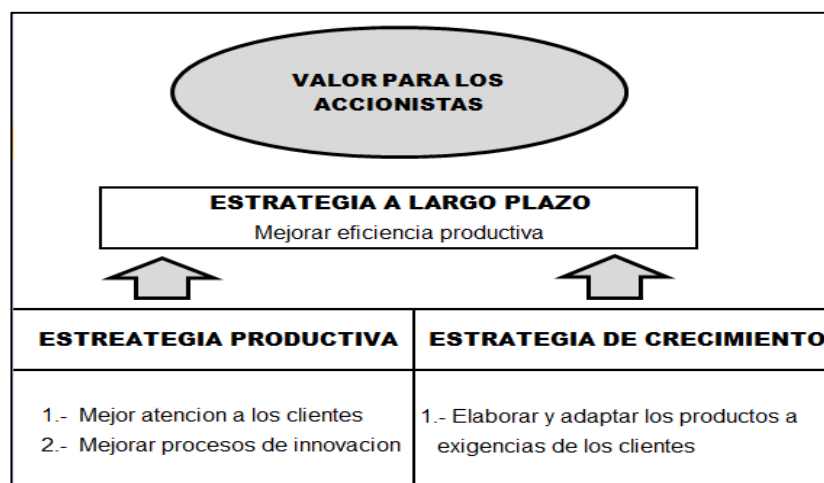 VALOR PARA LOS
ACCIONISTAS
ESTRATEGIA A LARGO PLAZO
Mejorar eficiencia productiva
ESTREATEGIA PRODUCTIVA
ESTRATEGIA DE CRECIMIENTO
1.- Mejor atencion a los clientes
2.- Mejorar procesos de innovacion
1.- Elaborar y adaptar los productos a
exigencias de los clientes